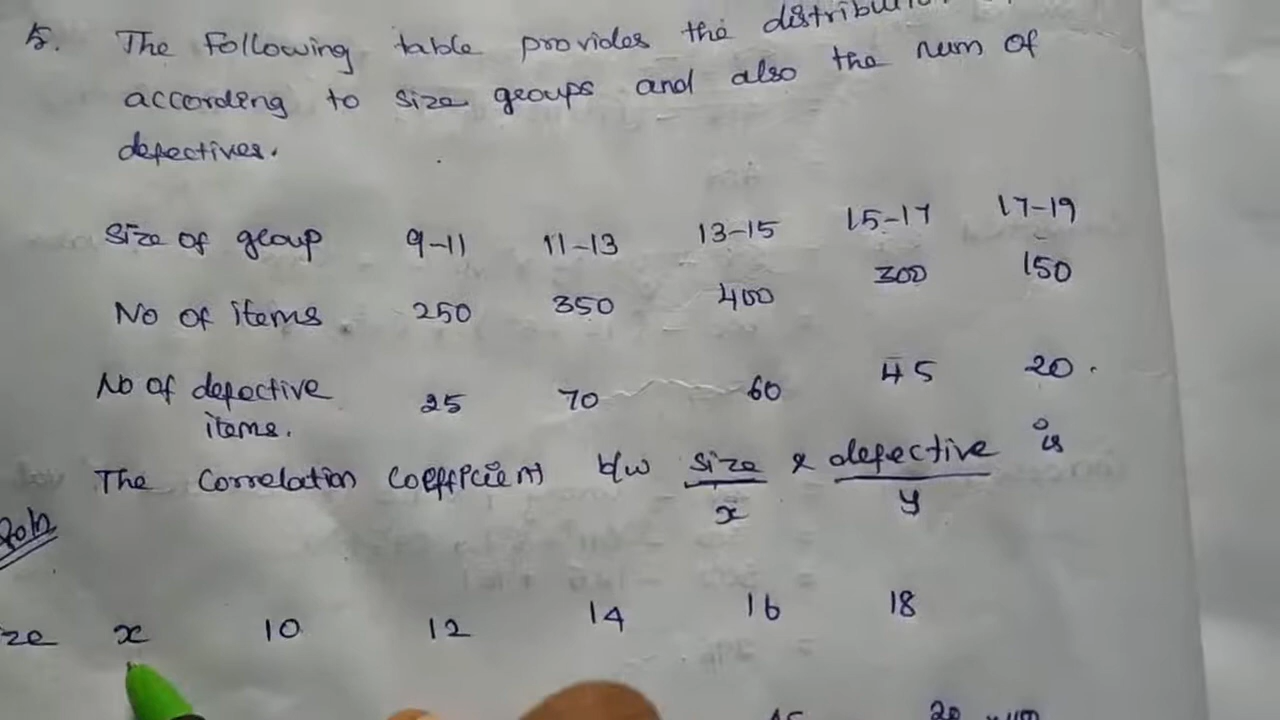 5. The Following table provides the
according to size groups and also the num of
defectives.
Size of group 9-11 11-13 13-15 15-17 17-19
No of items 250 350 400 300 150
No of defective 25 70 60 45 20.
items.
The Correlation Coefficient b/w size & defective is
x y
Soln
x 10 12 14 16 18